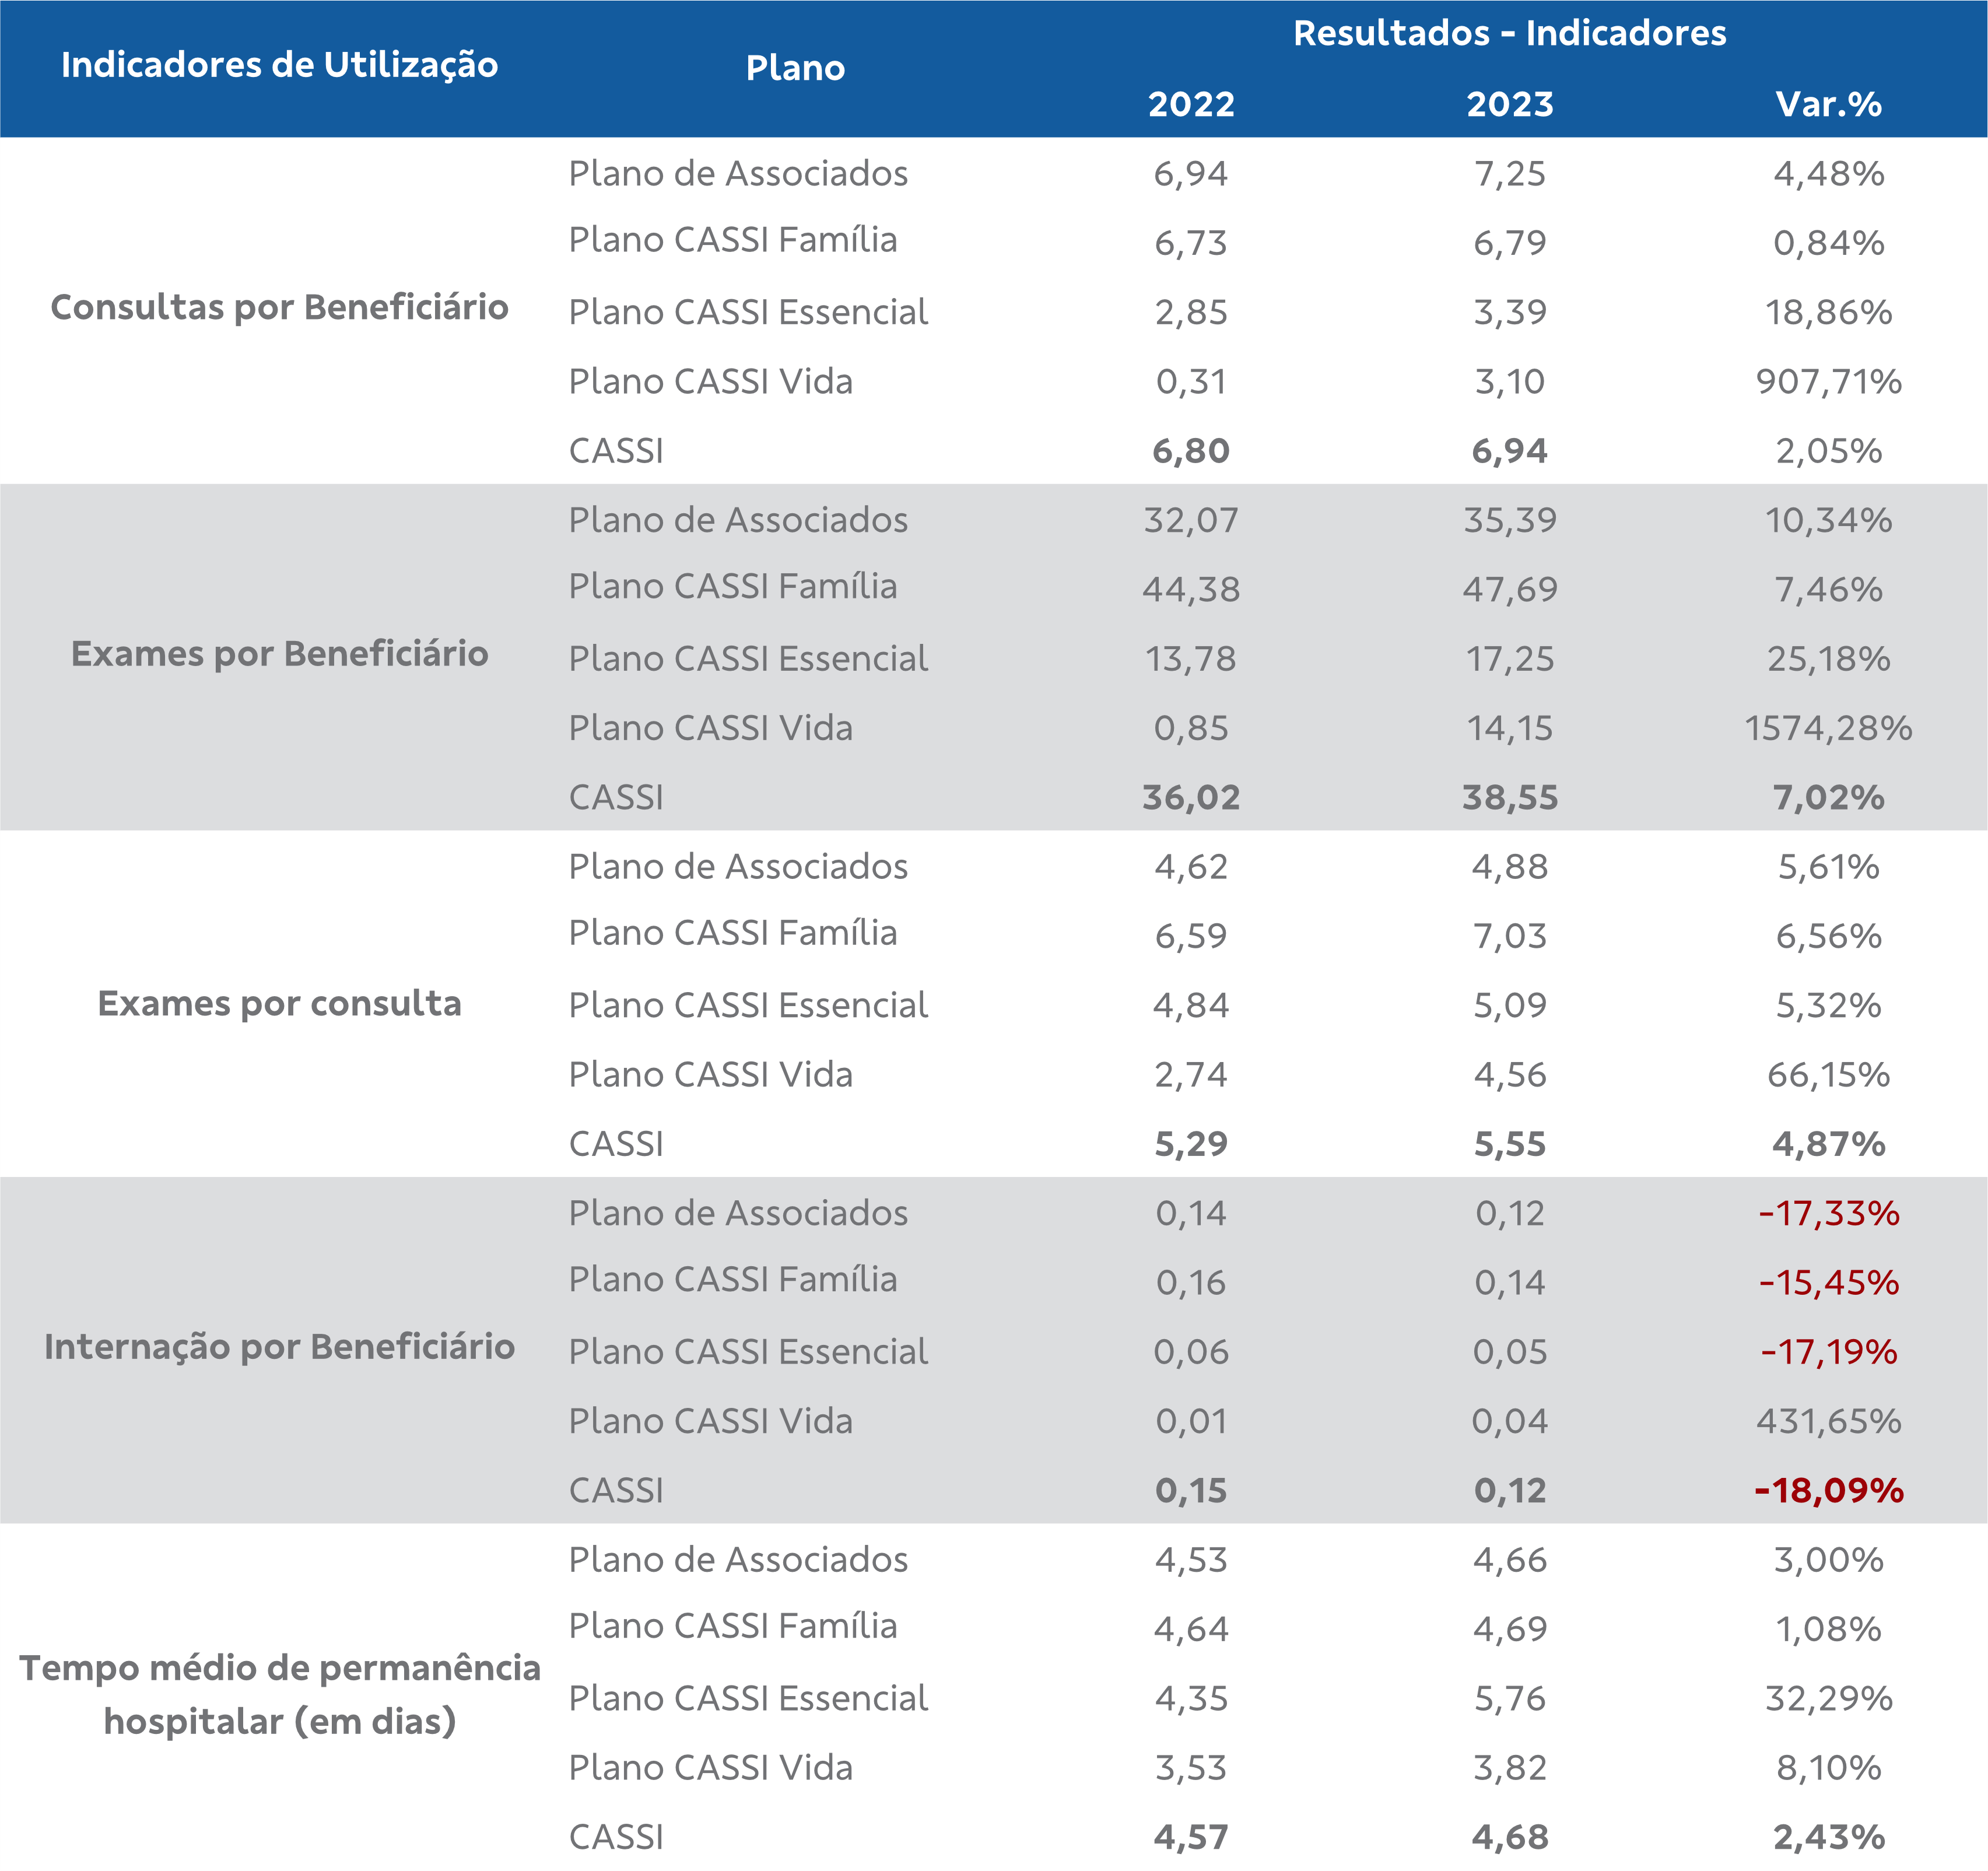 Indicadores de Utilização Plano Resultados - Indicadores
2022 2023 Var.%
Consultas por Beneficiário
Plano de Associados 6,94 7,25 4,48%
Plano CASSI Família 6,73 6,79 0,84%
Plano CASSI Essencial 2,85 3,39 18,86%
Plano CASSI Vida 0,31 3,10 907,71%
CASSI 6,80 6,94 2,05%
Exames por Beneficiário
Plano de Associados 32,07 35,39 10,34%
Plano CASSI Família 44,38 47,69 7,46%
Plano CASSI Essencial 13,78 17,25 25,18%
Plano CASSI Vida 0,85 14,15 1574,28%
CASSI 36,02 38,55 7,02%
Exames por consulta
Plano de Associados 4,62 4,88 5,61%
Plano CASSI Família 6,59 7,03 6,56%
Plano CASSI Essencial 4,84 5,09 5,32%
Plano CASSI Vida 2,74 4,56 66,15%
CASSI 5,29 5,55 4,87%
Internação por Beneficiário
Plano de Associados 0,14 0,12 -17,33%
Plano CASSI Família 0,16 0,14 -15,45%
Plano CASSI Essencial 0,06 0,05 -17,19%
Plano CASSI Vida 0,01 0,04 431,65%
CASSI 0,15 0,12 -18,09%
Tempo médio de permanência
hospitalar (em dias)
Plano de Associados 4,53 4,66 3,00%
Plano CASSI Família 4,64 4,69 1,08%
Plano CASSI Essencial 4,35 5,76 32,29%
Plano CASSI Vida 3,53 3,82 8,10%
CASSI 4,57 4,68 2,43%